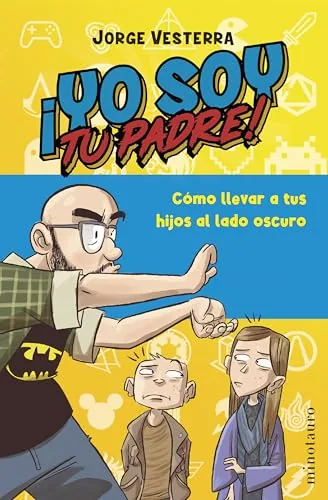 JORGE VESTERRA
¡YO SOY
TU PADRE!
Cómo llevar a tus
hijos al lado oscuro
minotauro